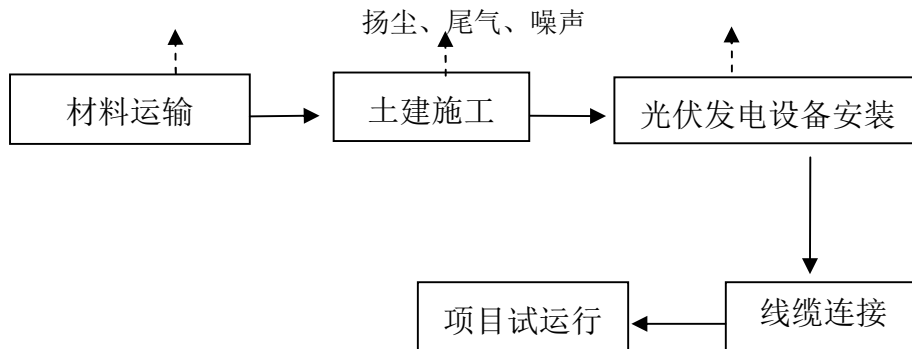 扬尘、尾气、噪声
材料运输
土建施工
光伏发电设备安装
项目试运行
线缆连接